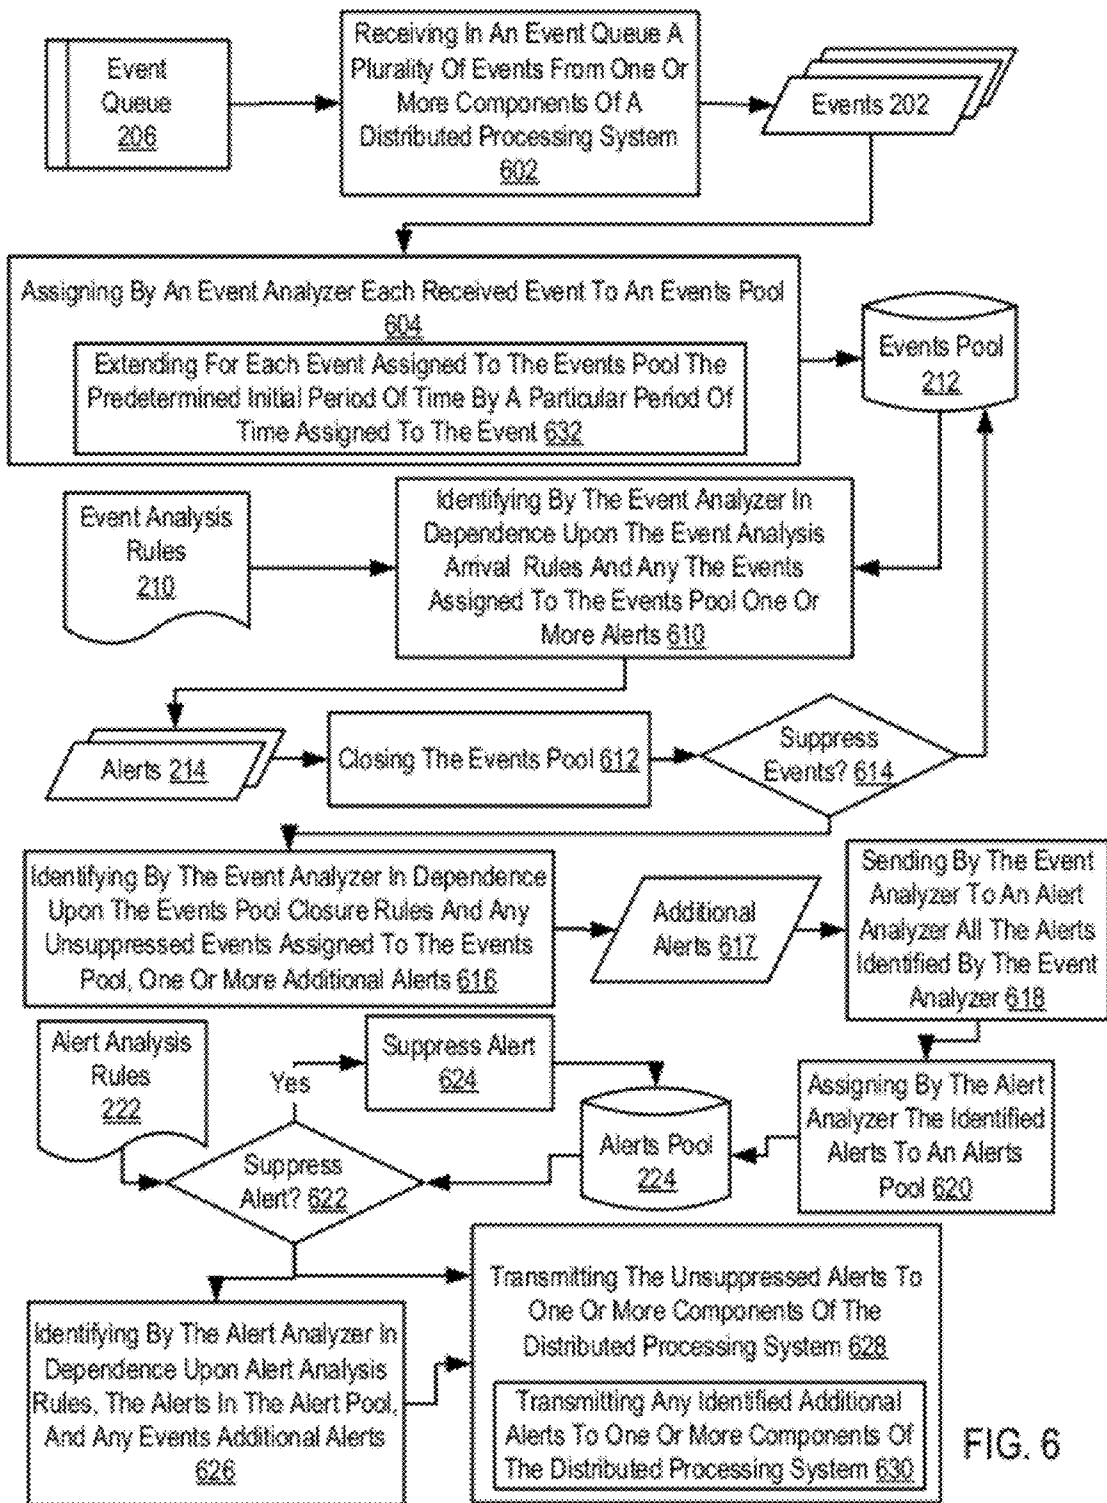 Event
Queue
206
Receiving In An Event Queue A
Plurality Of Events From One Or
More Components Of A
Distributed Processing System
602
Events 202
Assigning By An Event Analyzer Each Received Event To An Events Pool
604
Extending For Each Event Assigned To The Events Pool The
Predetermined Initial Period Of Time By A Particular Period Of
Time Assigned To The Event 632
Events Pool
212
Event Analysis
Rules
210
Identifying By The Event Analyzer In
Dependence Upon The Event Analysis
Arrival Rules And Any The Events
Assigned To The Events Pool One Or
More Alerts 610
Alerts 214
Closing The Events Pool 612
Suppress
Events? 614
Identifying By The Event Analyzer In Dependence
Upon The Events Pool Closure Rules And Any
Unsuppressed Events Assigned To The Events
Pool, One Or More Additional Alerts 616
Additional
Alerts 617
Sending By The Event
Analyzer To An Alert
Analyzer All The Alerts
Identified By The Event
Analyzer 618
Alert Analysis
Rules
222
Yes
Suppress Alert
624
Alerts Pool
224
Assigning By The Alert
Analyzer The Identified
Alerts To An Alerts
Pool 620
Suppress
Alert? 622
Identifying By The Alert Analyzer In
Dependence Upon Alert Analysis
Rules, The Alerts In The Alert Pool,
And Any Events Additional Alerts
626
Transmitting The Unsuppressed Alerts To
One Or More Components Of The
Distributed Processing System 628
Transmitting Any Identified Additional
Alerts To One Or More Components Of
The Distributed Processing System 630
FIG. 6